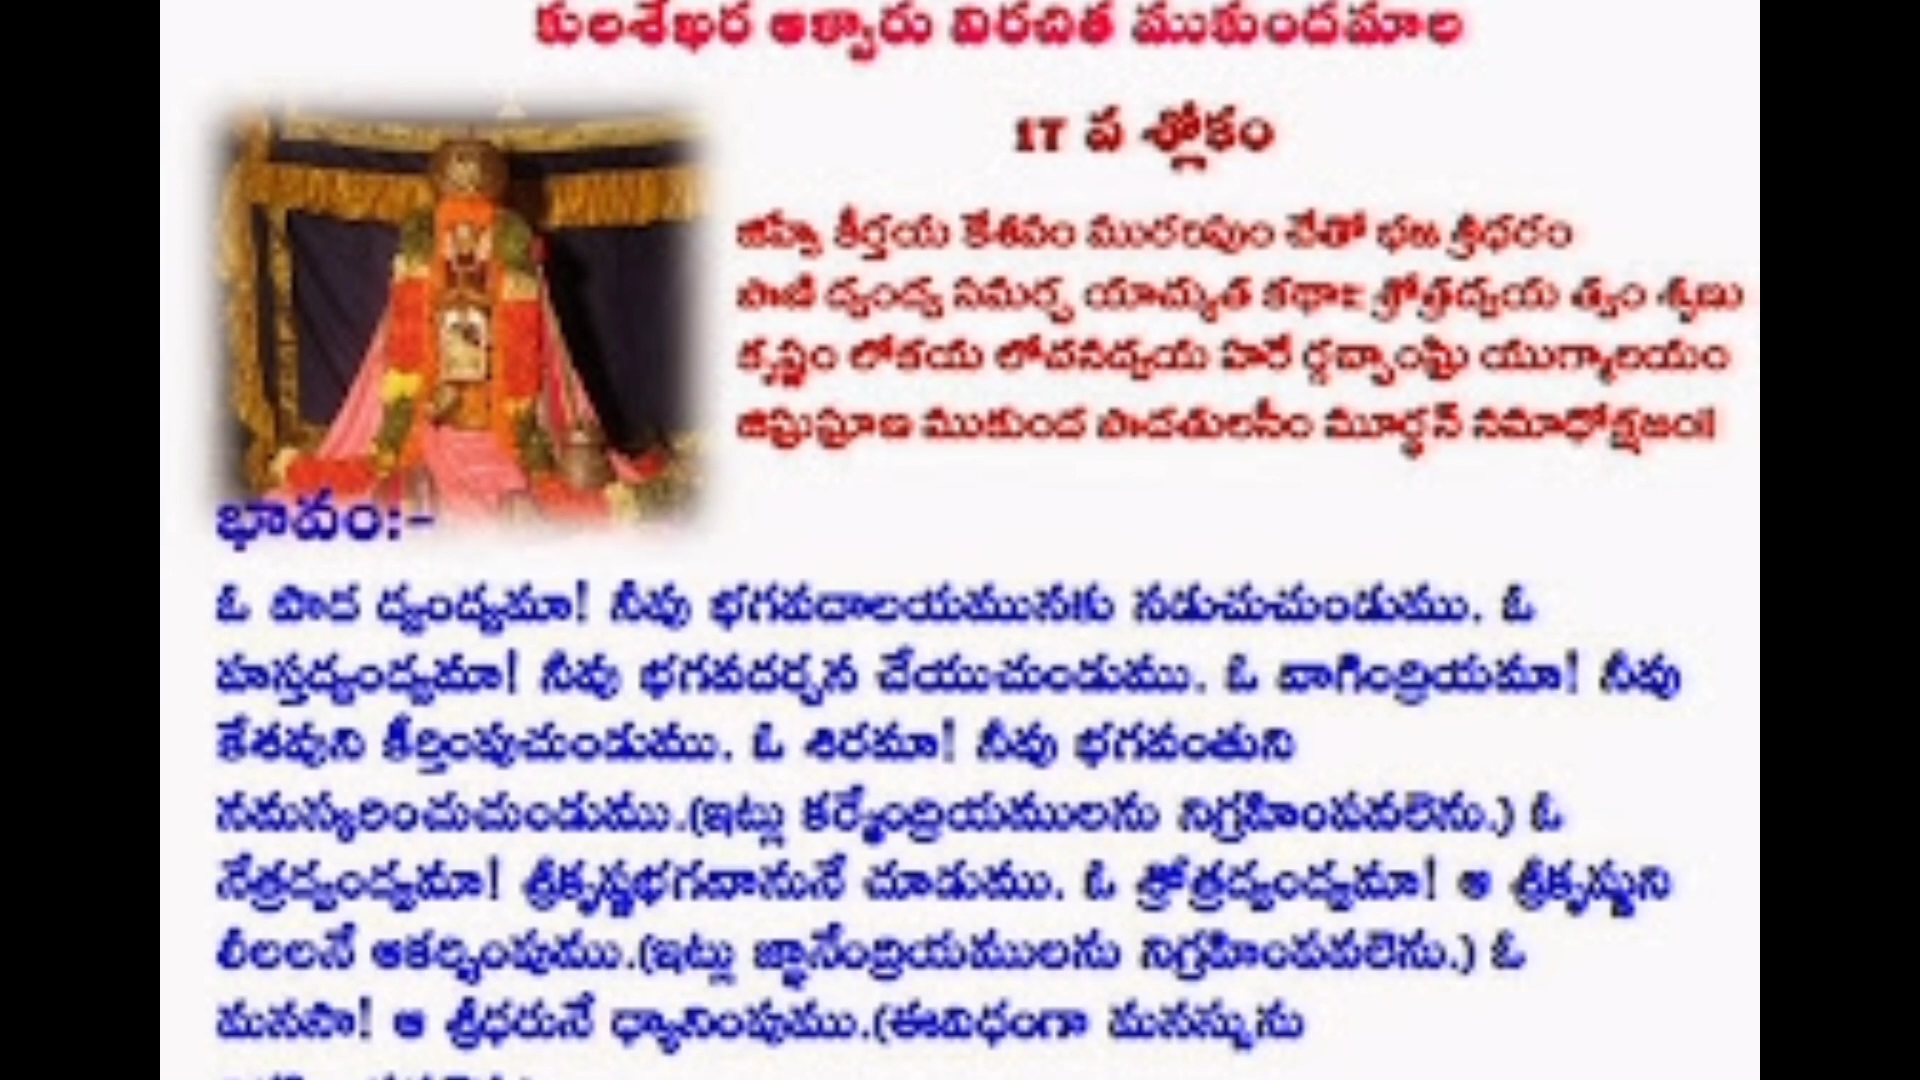 కులశేఖర ఆళ్వారు విరచిత ముకుందమాల
17 వ శ్లోకం
జిహ్వే కీర్తయ కేశవం మురరిపుం చేతో భజ శ్రీధరం
పాణి ద్వంద్వ సమర్చ యాచ్యుత కథాః శ్రోత్రద్వయ త్వం శృణు
కృష్ణం లోకయ లోచనద్వయ హరే ర్గచ్ఛాంఘ్రి యుగ్మాలయం
జిఘ్రఘ్రాణ ముకుంద పాదతులసీం మూర్ధన్ నమాధోక్షజం!
భావం:-
ఓ పాద ద్వంద్వమా! నీవు భగవదాలయమునకు నడుచుచుండుము. ఓ
హస్తద్వంద్వమా! నీవు భగవదర్చన చేయుచుండుము. ఓ వాగింద్రియమా! నీవు
కేశవుని కీర్తింపుచుండుము. ఓ శిరమా! నీవు భగవంతుని
నమస్కరించుచుండుము.(ఇట్లు కర్మేంద్రియములను నిగ్రహింపవలెను.) ఓ
నేత్రద్వంద్వమా! శ్రీకృష్ణభగవానునే చూడుము. ఓ శ్రోత్రద్వంద్వమా! ఆ శ్రీకృష్ణుని
లీలలనే ఆకర్ణింపుము.(ఇట్లు జ్ఞానేంద్రియములను నిగ్రహింపవలెను.) ఓ
మనసా! ఆ శ్రీధరునే ధ్యానింపుము.(ఈవిధంగా మనస్సును